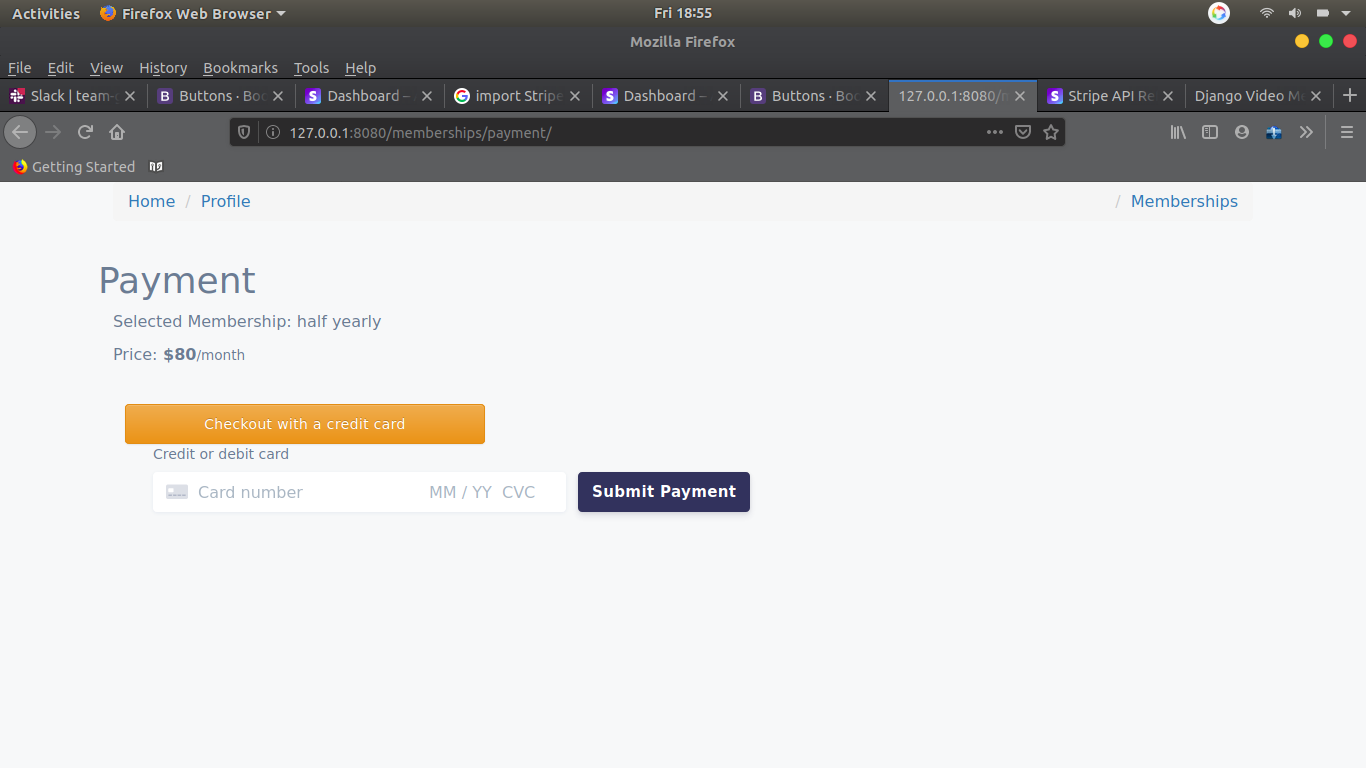 Activities Firefox Web Browser Fri 18:55
Mozilla Firefox
File Edit View History Bookmarks Tools Help
Slack | team- Buttons · Boo Dashboard – import Stripe Dashboard – Buttons · Boo 127.0.0.1:8080/ Stripe API Re Django Video M
127.0.0.1:8080/memberships/payment/
Getting Started
Home / Profile / Memberships
Payment
Selected Membership: half yearly
Price: $80/month
Checkout with a credit card
Credit or debit card
Card number MM / YY CVC Submit Payment